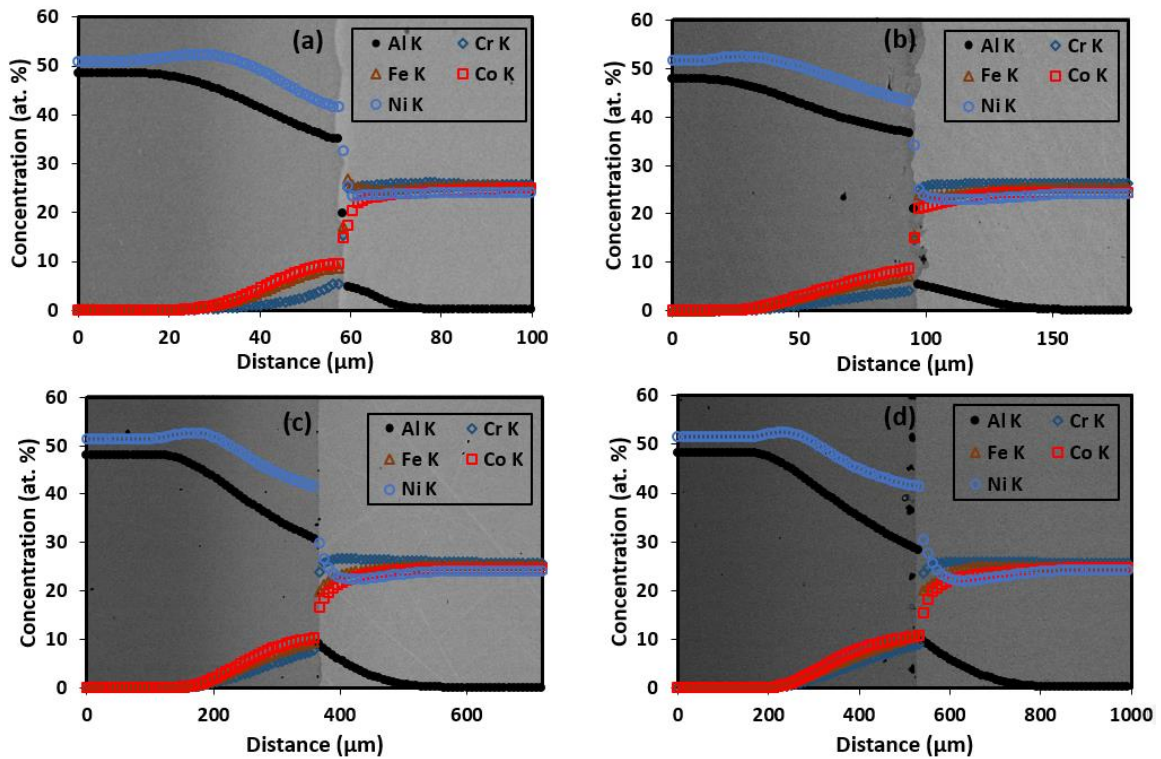 60
50
40
30
20
10
0
Concentration (at. %)
(a)
Al K Cr K
Fe K Co K
Ni K
0 20 40 60 80 100
Distance (µm)
60
50
40
30
20
10
0
Concentration (at. %)
(b)
Al K Cr K
Fe K Co K
Ni K
0 50 100 150
Distance (µm)
60
50
40
30
20
10
0
Concentration (at. %)
(c)
Al K Cr K
Fe K Co K
Ni K
0 200 400 600
Distance (µm)
60
50
40
30
20
10
0
Concentration (at. %)
(d)
Al K Cr K
Fe K Co K
Ni K
0 200 400 600 800 1000
Distance (µm)